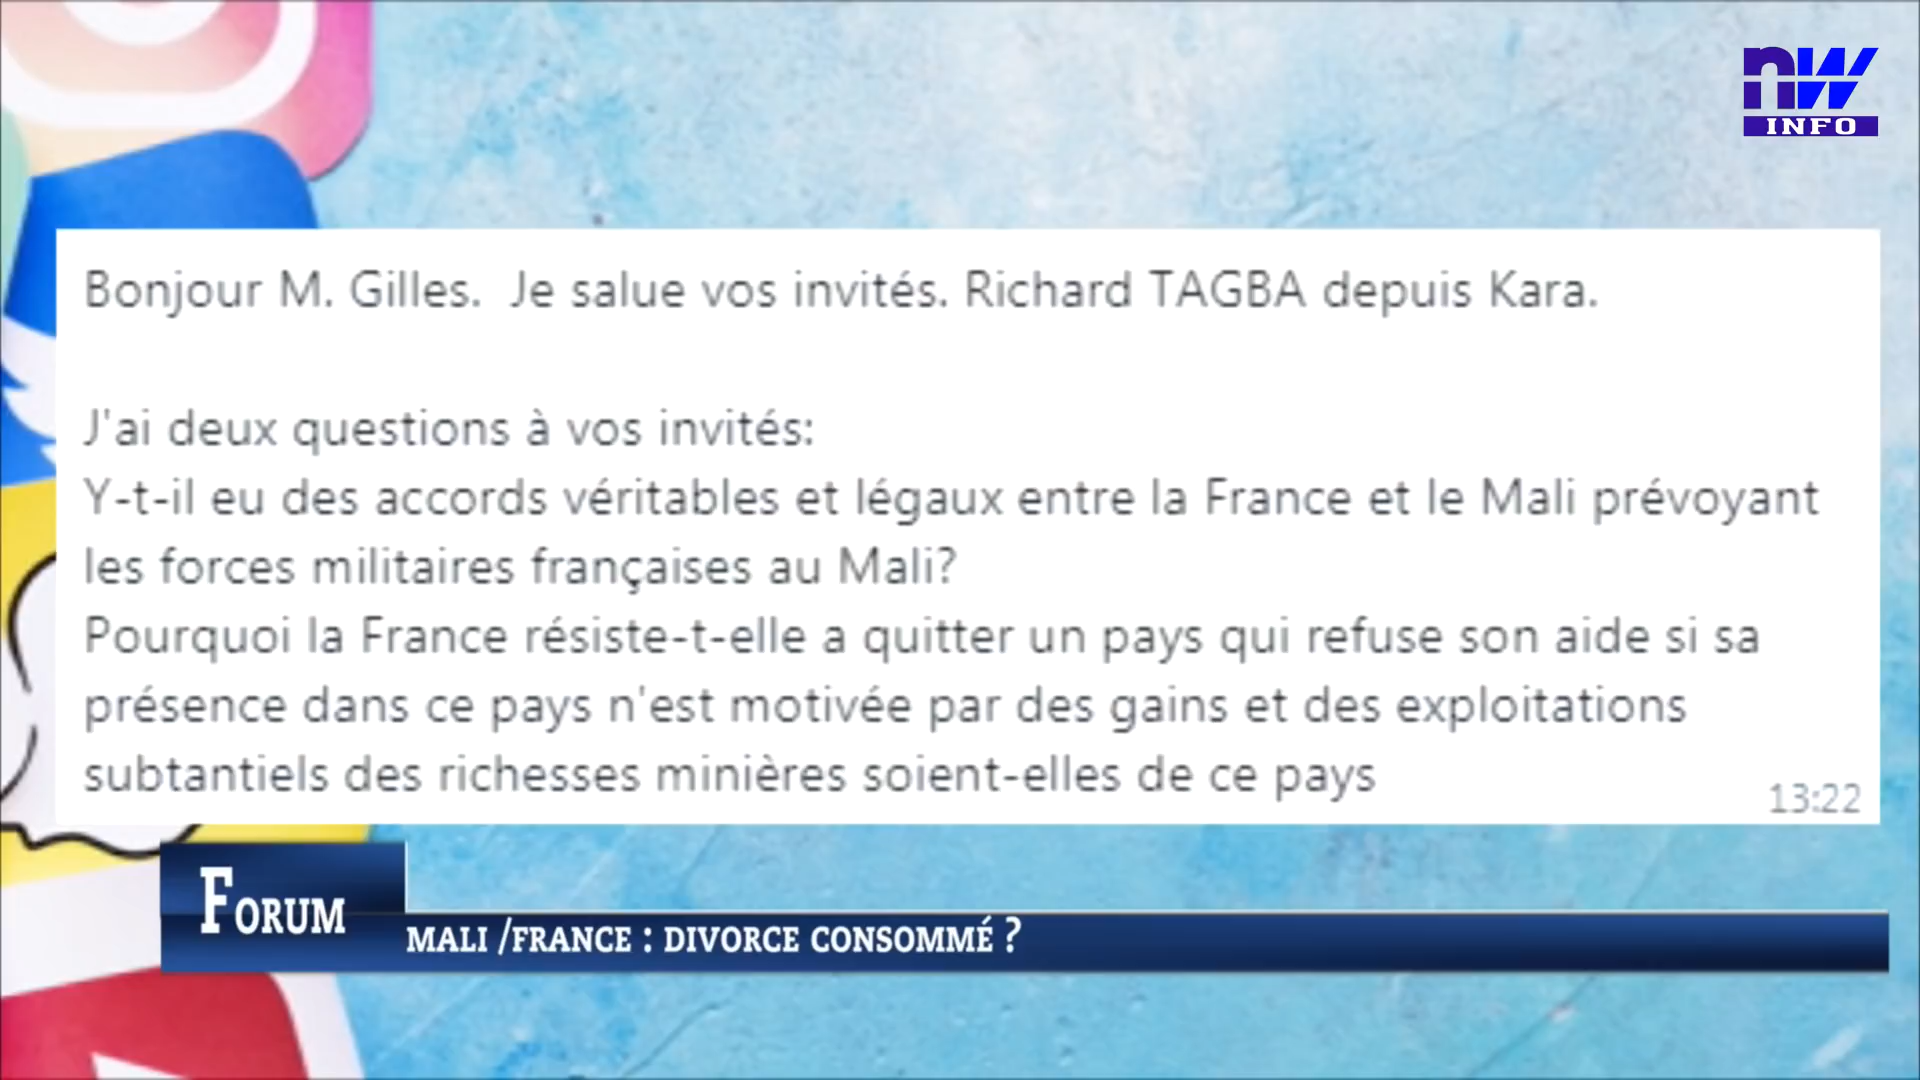 nw
INFO
Bonjour M. Gilles.  Je salue vos invités. Richard TAGBA depuis Kara.
J'ai deux questions à vos invités:
Y-t-il eu des accords véritables et légaux entre la France et le Mali prévoyant
les forces militaires françaises au Mali?
Pourquoi la France résiste-t-elle a quitter un pays qui refuse son aide si sa
présence dans ce pays n'est motivée par des gains et des exploitations
subtantiels des richesses minières soient-elles de ce pays
13:22
FORUM
MALI /FRANCE : DIVORCE CONSOMMÉ ?